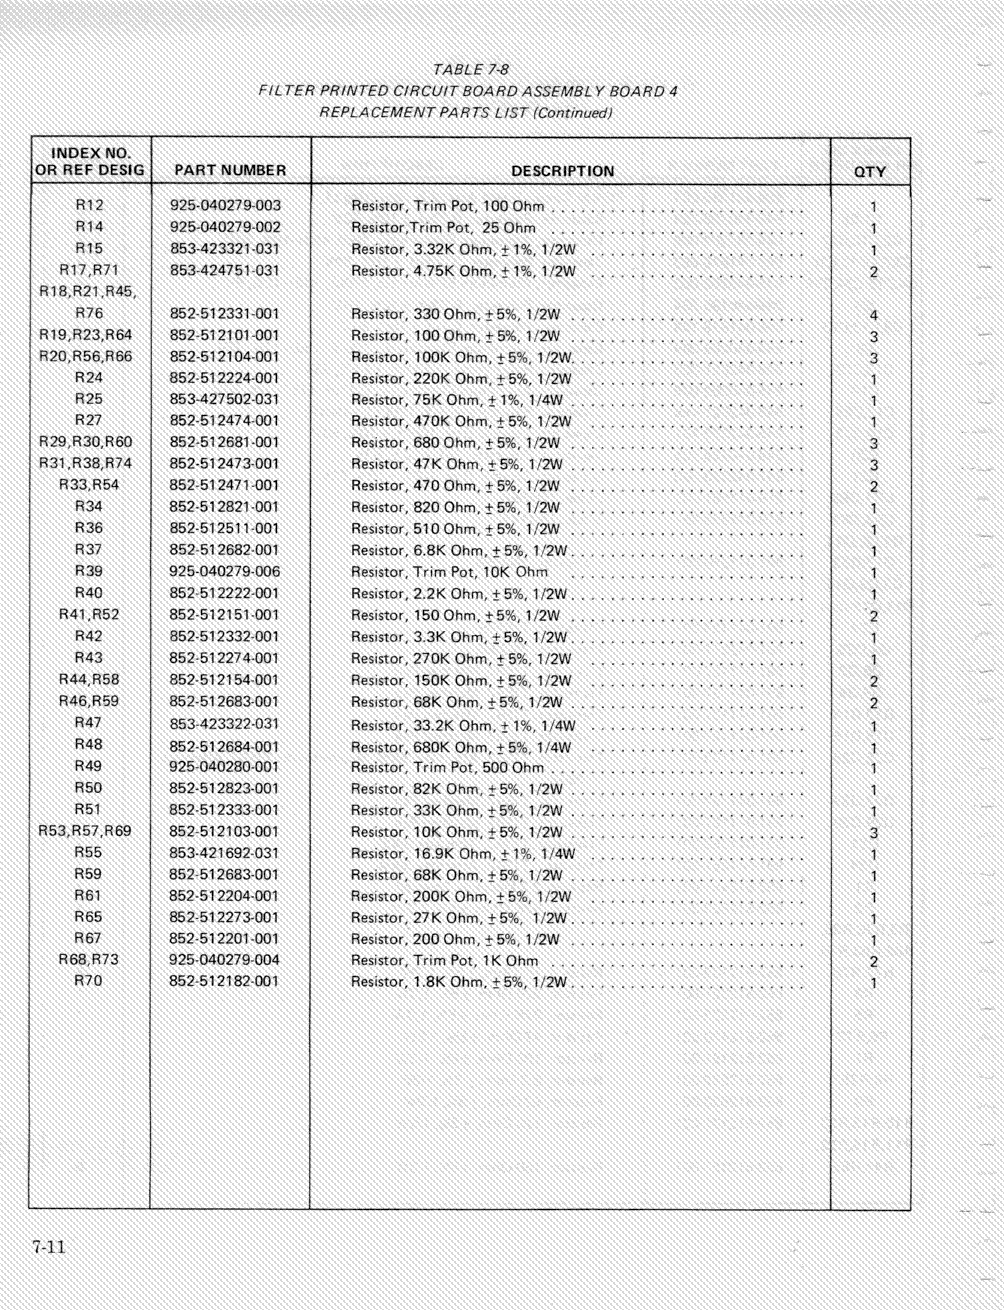 TABLE 7-8
FILTER PRINTED CIRCUIT BOARD ASSEMBLY BOARD 4
REPLACEMENT PARTS LIST (Continued)
INDEX NO.
OR REF DESIG PART NUMBER DESCRIPTION QTY
R12 925-040279-003 Resistor, Trim Pot, 100 Ohm . . . . . . . . . . . . . . . . . . . . . . . . . 1
R14 925-040279-002 Resistor,Trim Pot, 25 Ohm . . . . . . . . . . . . . . . . . . . . . . . . . 1
R15 853-423321-031 Resistor, 3.32K Ohm, ± 1%, 1/2W . . . . . . . . . . . . . . . . . . . . . 1
R17,R71 853-424751-031 Resistor, 4.75K Ohm, ± 1%, 1/2W . . . . . . . . . . . . . . . . . . . . . 2
R18,R21,R45,
R76 852-512331-001 Resistor, 330 Ohm, ± 5%, 1/2W . . . . . . . . . . . . . . . . . . . . . . . 4
R19,R23,R64 852-512101-001 Resistor, 100 Ohm, ± 5%, 1/2W . . . . . . . . . . . . . . . . . . . . . . . 3
R20,R56,R66 852-512104-001 Resistor, 100K Ohm, ± 5%, 1/2W. . . . . . . . . . . . . . . . . . . . . . . 3
R24 852-512224-001 Resistor, 220K Ohm, ± 5%, 1/2W . . . . . . . . . . . . . . . . . . . . . 1
R25 853-427502-031 Resistor, 75K Ohm, ± 1%, 1/4W . . . . . . . . . . . . . . . . . . . . . . . 1
R27 852-512474-001 Resistor, 470K Ohm, ± 5%, 1/2W . . . . . . . . . . . . . . . . . . . . . 1
R29,R30,R60 852-512681-001 Resistor, 680 Ohm, ± 5%, 1/2W . . . . . . . . . . . . . . . . . . . . . . . 3
R31,R38,R74 852-512473-001 Resistor, 47K Ohm, ± 5%, 1/2W . . . . . . . . . . . . . . . . . . . . . . . 3
R33,R54 852-512471-001 Resistor, 470 Ohm, ± 5%, 1/2W . . . . . . . . . . . . . . . . . . . . . . . 2
R34 852-512821-001 Resistor, 820 Ohm, ± 5%, 1/2W . . . . . . . . . . . . . . . . . . . . . . . 1
R36 852-512511-001 Resistor, 510 Ohm, ± 5%, 1/2W . . . . . . . . . . . . . . . . . . . . . . . 1
R37 852-512682-001 Resistor, 6.8K Ohm, ± 5%, 1/2W . . . . . . . . . . . . . . . . . . . . . . . 1
R39 925-040279-006 Resistor, Trim Pot, 10K Ohm . . . . . . . . . . . . . . . . . . . . . . . 1
R40 852-512222-001 Resistor, 2.2K Ohm, ± 5%, 1/2W . . . . . . . . . . . . . . . . . . . . . . . 1
R41,R52 852-512151-001 Resistor, 150 Ohm, ± 5%, 1/2W . . . . . . . . . . . . . . . . . . . . . . . 2
R42 852-512332-001 Resistor, 3.3K Ohm, ± 5%, 1/2W . . . . . . . . . . . . . . . . . . . . . . . 1
R43 852-512274-001 Resistor, 270K Ohm, ± 5%, 1/2W . . . . . . . . . . . . . . . . . . . . . 1
R44,R58 852-512154-001 Resistor, 150K Ohm, ± 5%, 1/2W . . . . . . . . . . . . . . . . . . . . . 2
R46,R59 852-512683-001 Resistor, 68K Ohm, ± 5%, 1/2W . . . . . . . . . . . . . . . . . . . . . . . 2
R47 853-423322-031 Resistor, 33.2K Ohm, ± 1%, 1/4W . . . . . . . . . . . . . . . . . . . . . 1
R48 852-512684-001 Resistor, 680K Ohm, ± 5%, 1/4W . . . . . . . . . . . . . . . . . . . . . 1
R49 925-040280-001 Resistor, Trim Pot, 500 Ohm . . . . . . . . . . . . . . . . . . . . . . . . . 1
R50 852-512823-001 Resistor, 82K Ohm, ± 5%, 1/2W . . . . . . . . . . . . . . . . . . . . . . . 1
R51 852-512333-001 Resistor, 33K Ohm, ± 5%, 1/2W . . . . . . . . . . . . . . . . . . . . . . . 1
R53,R57,R69 852-512103-001 Resistor, 10K Ohm, ± 5%, 1/2W . . . . . . . . . . . . . . . . . . . . . . . 3
R55 853-421692-031 Resistor, 16.9K Ohm, ± 1%, 1/4W . . . . . . . . . . . . . . . . . . . . . 1
R59 852-512683-001 Resistor, 68K Ohm, ± 5%, 1/2W . . . . . . . . . . . . . . . . . . . . . . . 1
R61 852-512204-001 Resistor, 200K Ohm, ± 5%, 1/2W . . . . . . . . . . . . . . . . . . . . . 1
R65 852-512273-001 Resistor, 27K Ohm, ± 5%, 1/2W . . . . . . . . . . . . . . . . . . . . . . . 1
R67 852-512201-001 Resistor, 200 Ohm, ± 5%, 1/2W . . . . . . . . . . . . . . . . . . . . . . . 1
R68,R73 925-040279-004 Resistor, Trim Pot, 1K Ohm . . . . . . . . . . . . . . . . . . . . . . . . . 2
R70 852-512182-001 Resistor, 1.8K Ohm, ± 5%, 1/2W . . . . . . . . . . . . . . . . . . . . . . . 1
7-11